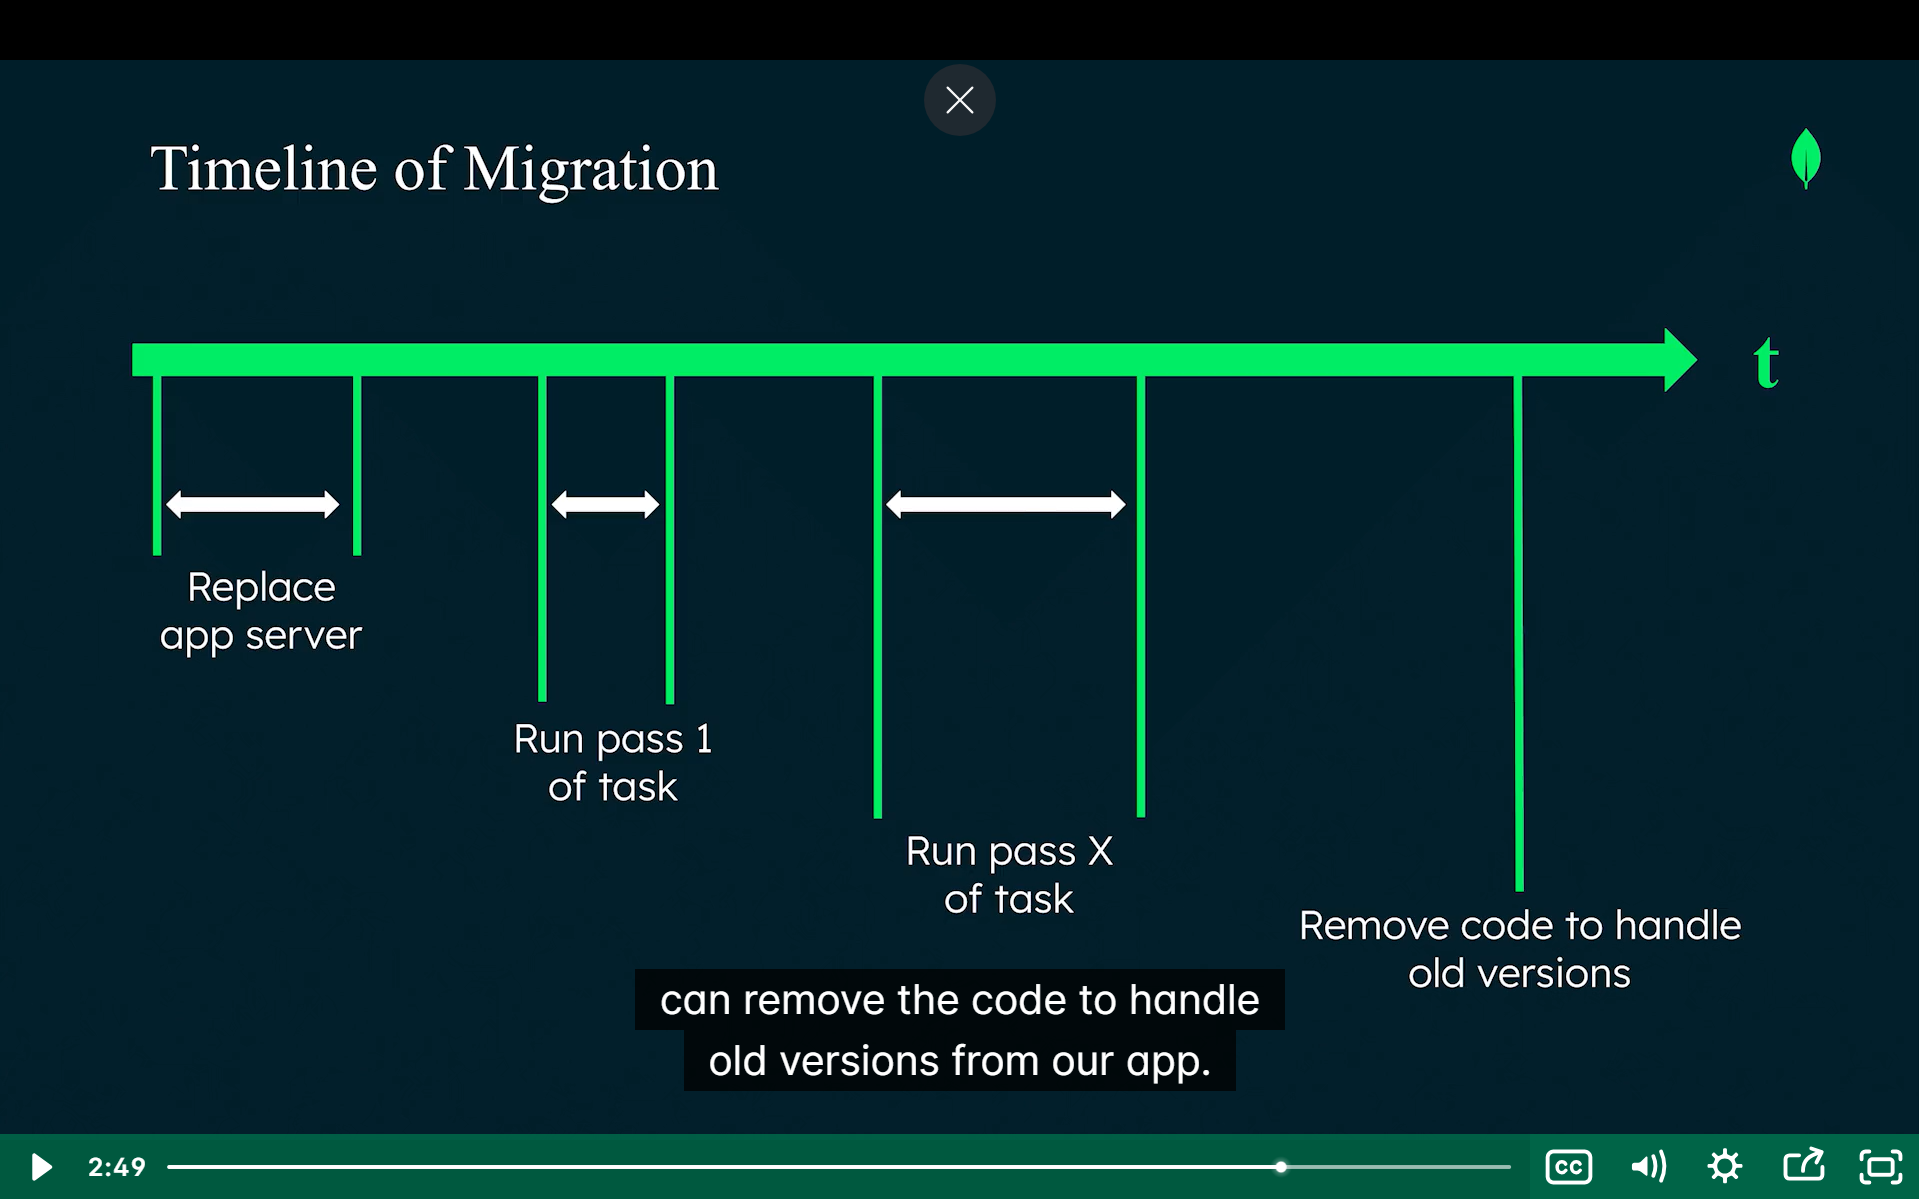 Timeline of Migration
t
Replace
app server
Run pass 1
of task
Run pass X
of task
Remove code to handle
old versions
can remove the code to handle
old versions from our app.
2:49
CC